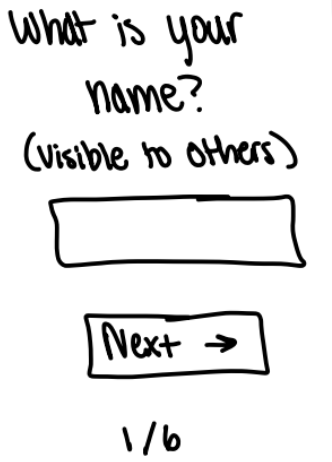 What is your
name?
(visible to others)
Next →
1/6